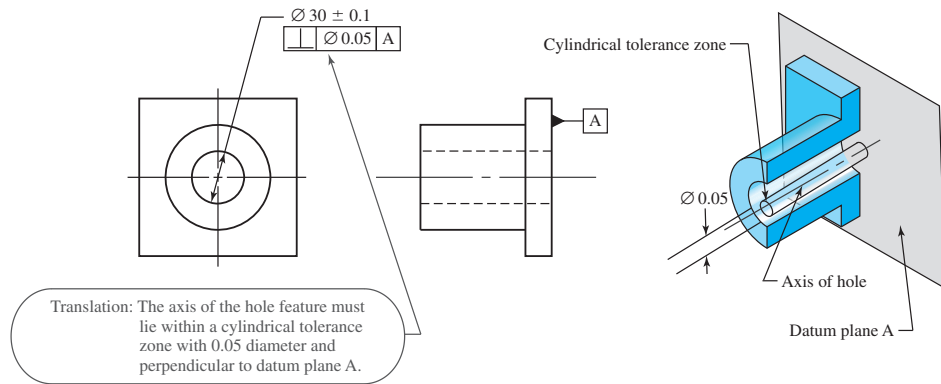 ∅ 30 ± 0.1
⊥ ∅ 0.05 A
A
Translation: The axis of the hole feature must
lie within a cylindrical tolerance
zone with 0.05 diameter and
perpendicular to datum plane A.
Cylindrical tolerance zone
∅ 0.05
Axis of hole
Datum plane A